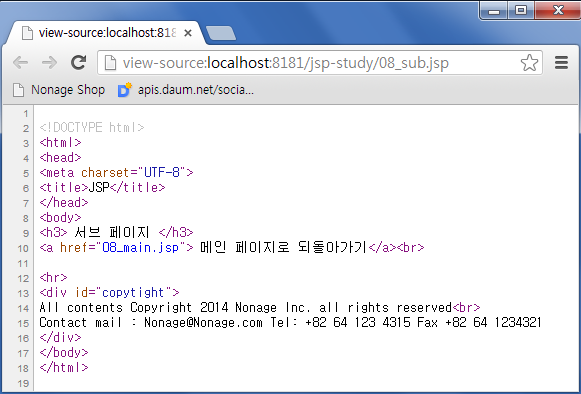 view-source:localhost:818
view-source:localhost:8181/jsp-study/08_sub.jsp
Nonage Shop apis.daum.net/socia...
1
2 <!DOCTYPE html>
3 <html>
4 <head>
5 <meta charset="UTF-8">
6 <title>JSP</title>
7 </head>
8 <body>
9 <h3> 서브 페이지 </h3>
10 <a href="08_main.jsp"> 메인 페이지로 되돌아가기</a><br>
11
12 <hr>
13 <div id="copytight">
14 All contents Copyright 2014 Nonage Inc. all rights reserved<br>
15 Contact mail : Nonage@Nonage.com Tel: +82 64 123 4315 Fax +82 64 1234321
16 </div>
17 </body>
18 </html>
19